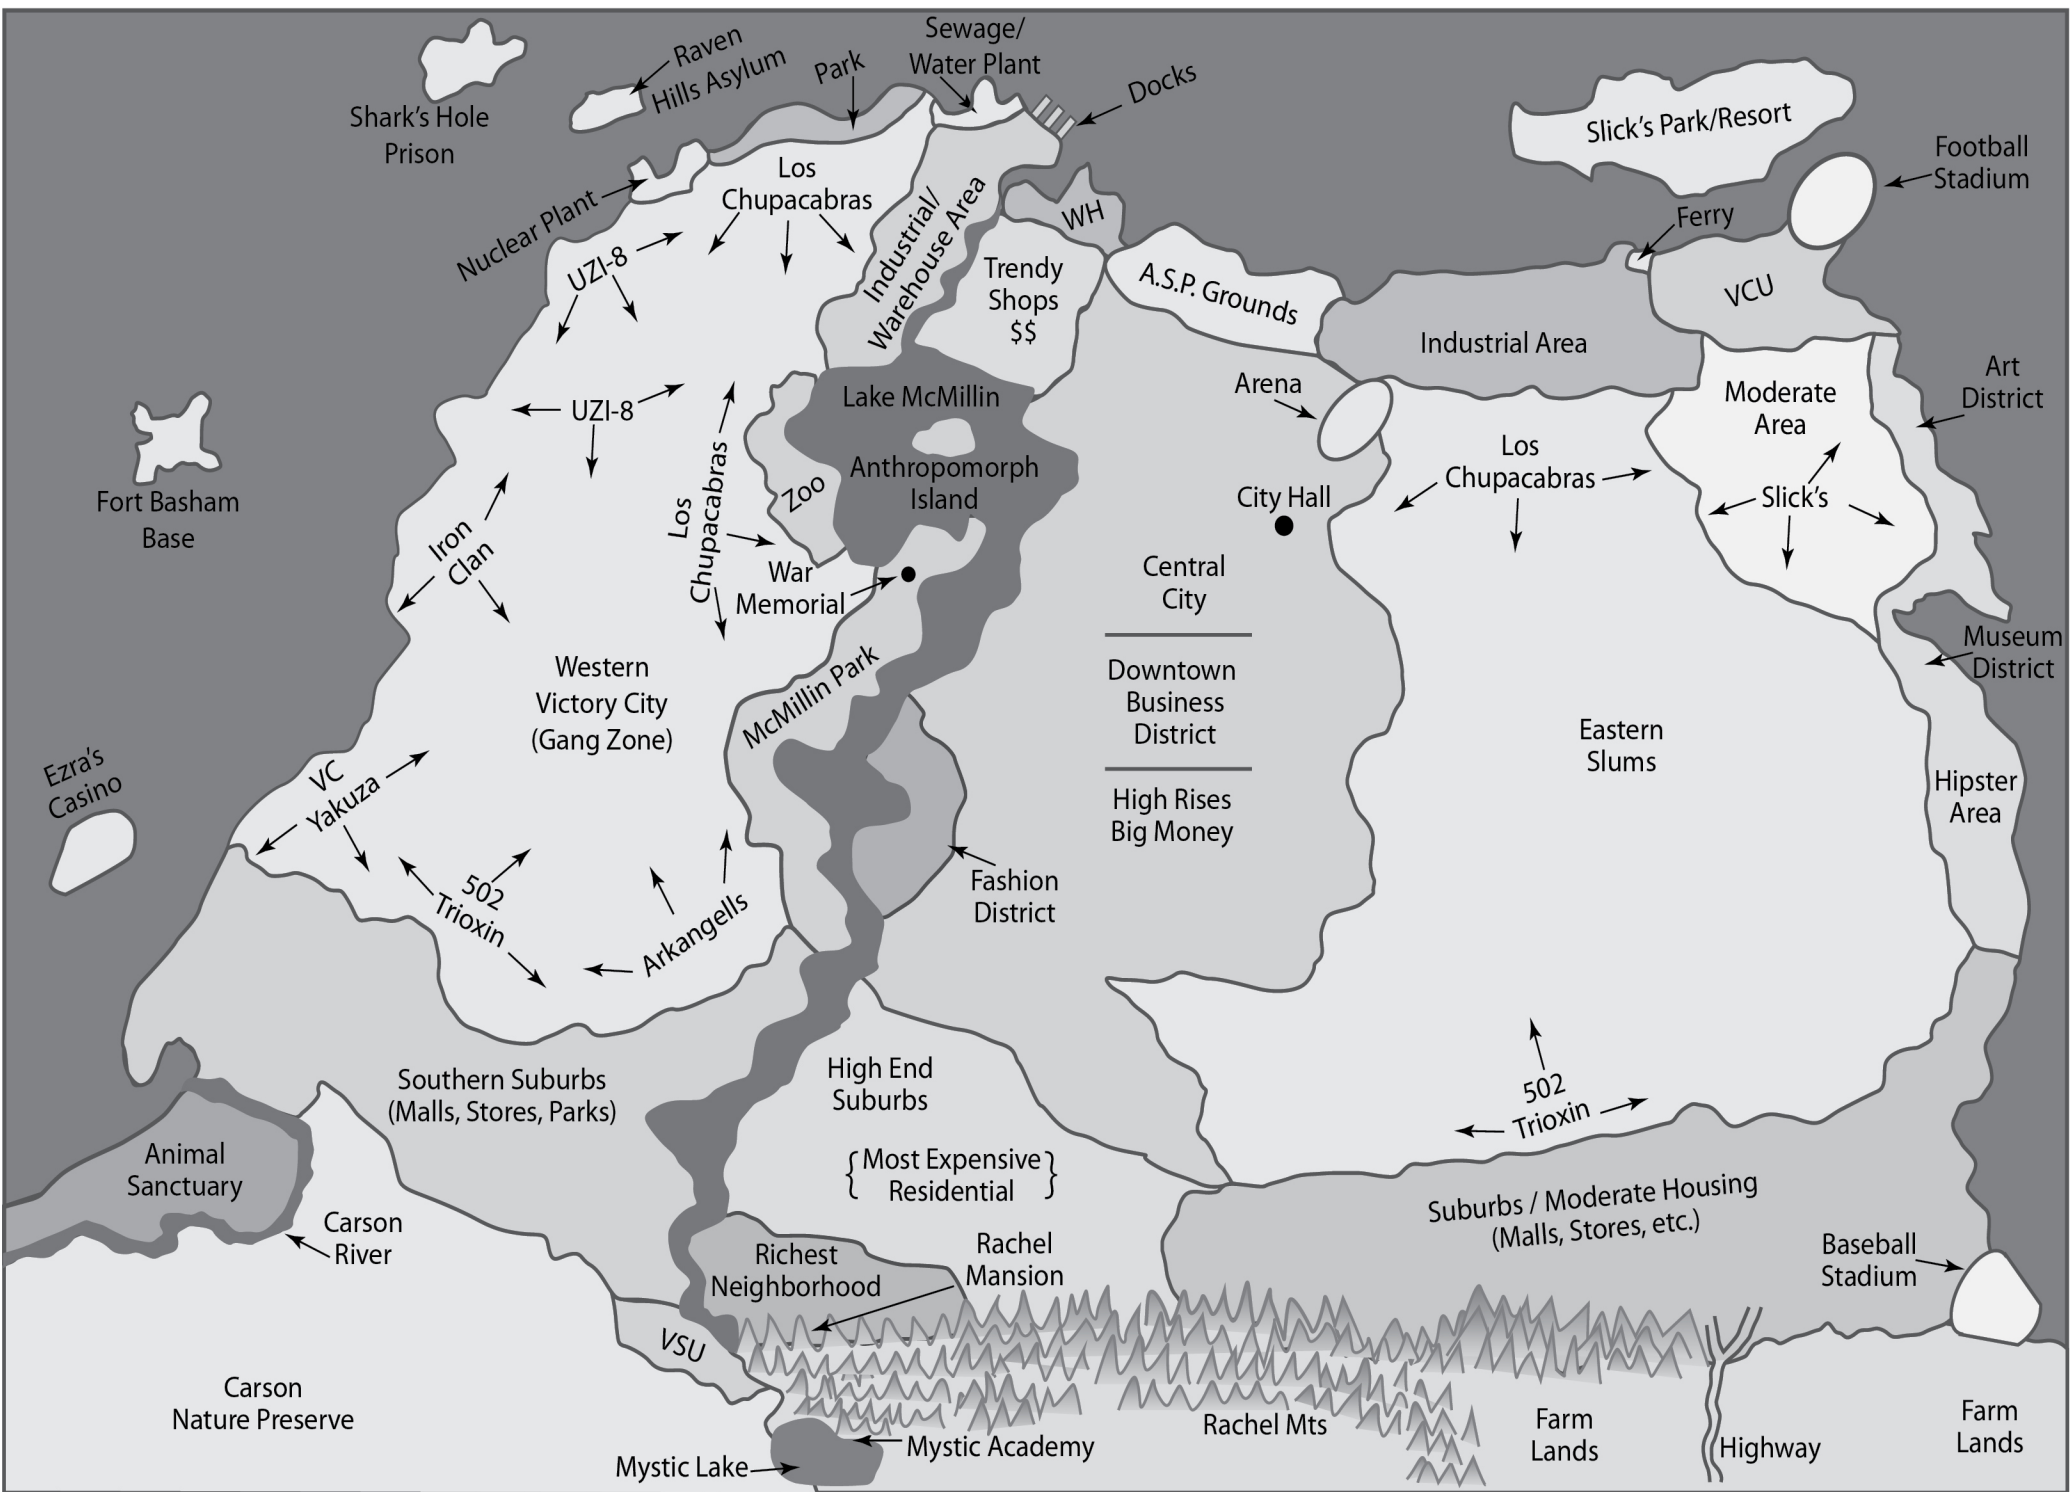 Sewage/
Water Plant
Raven
Hills Asylum
Park
Docks
Shark's Hole
Prison
Slick's Park/Resort
Football
Stadium
Nuclear Plant
Los
Chupacabras
Industrial/
Warehouse Area
WH
Ferry
UZI-8
Trendy
Shops
$$
A.S.P. Grounds
VCU
Industrial Area
Art
District
Arena
Lake McMillin
Moderate
Area
UZI-8
Anthropomorph
Island
Los
Chupacabras
Slick's
Zoo
City Hall
Fort Basham
Base
Iron
Clan
Los
Chupacabras
War
Memorial
Central
City
Museum
District
Western
Victory City
(Gang Zone)
McMillin Park
Downtown
Business
District
Eastern
Slums
Ezra's
Casino
VC
Yakuza
High Rises
Big Money
Hipster
Area
502
Trioxin
Arkangells
Fashion
District
Southern Suburbs
(Malls, Stores, Parks)
High End
Suburbs
502
Trioxin
Animal
Sanctuary
{Most Expensive
Residential}
Suburbs / Moderate Housing
(Malls, Stores, etc.)
Carson
River
Richest
Neighborhood
Rachel
Mansion
Baseball
Stadium
VSU
Carson
Nature Preserve
Rachel Mts
Farm
Lands
Highway
Farm
Lands
Mystic Academy
Mystic Lake